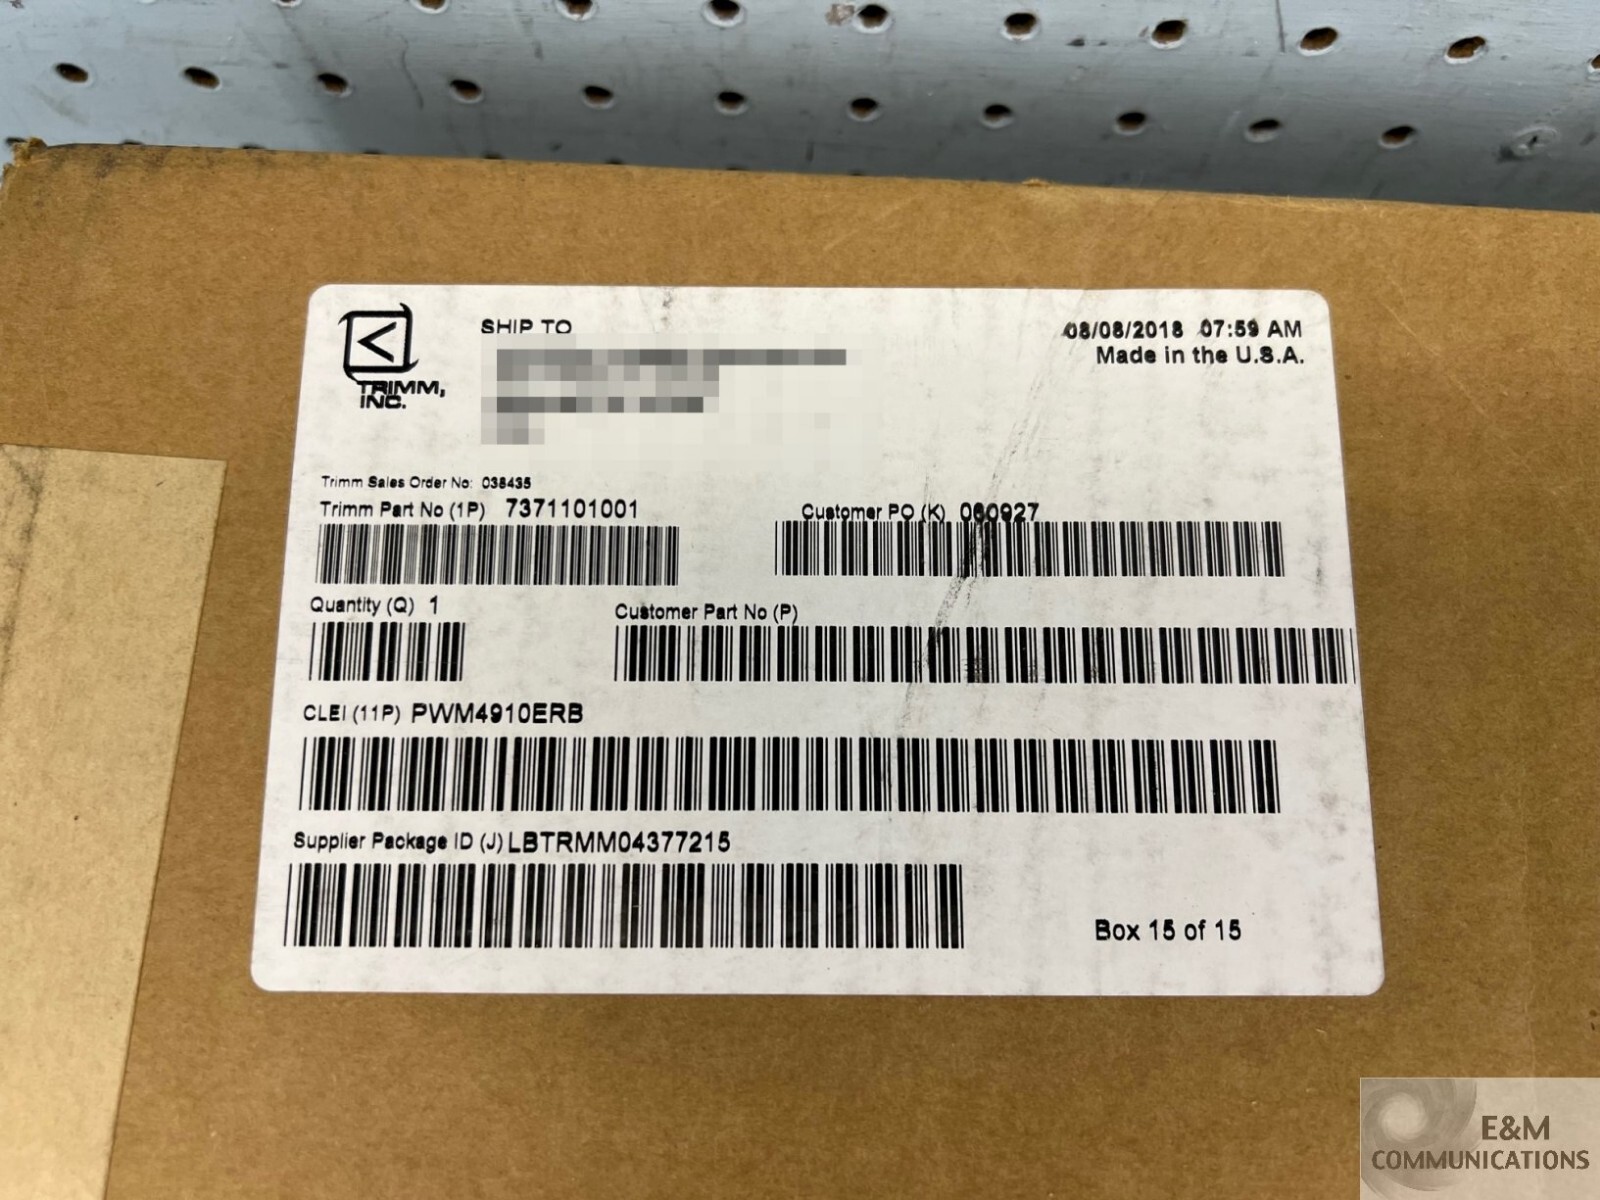 TRIMM,
INC.
SHIP TO
08/08/2018 07:59 AM
Made in the U.S.A.
Trimm Sales Order No: 038435
Trimm Part No (1P) 7371101001
Customer PO (K) 060927
Quantity (Q) 1
Customer Part No (P)
CLEI (11P) PWM4910ERB
Supplier Package ID (J) LBTRMM04377215
Box 15 of 15
E&M
COMMUNICATIONS